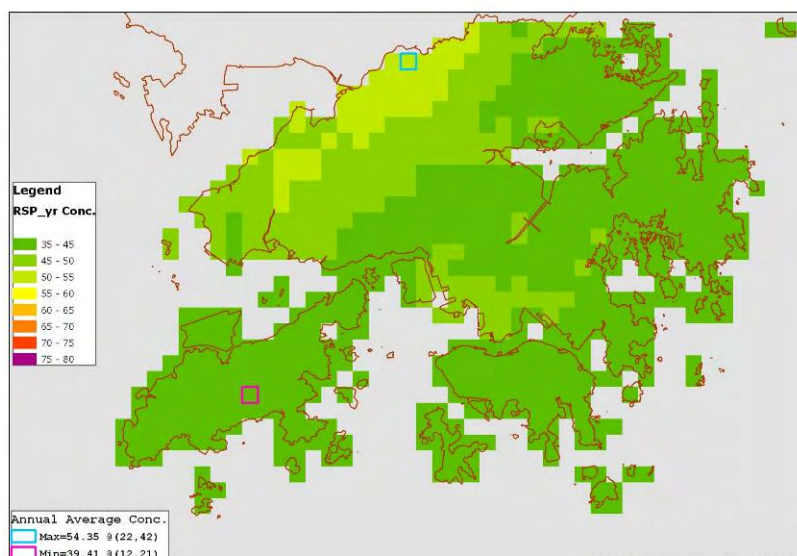 Legend
RSP_yr Conc.
35 - 45
45 - 50
50 - 55
55 - 60
60 - 65
65 - 70
70 - 75
75 - 80
Annual Average Conc.
Max=54.35 @(22,42)
Min=39.41 @(12,21)